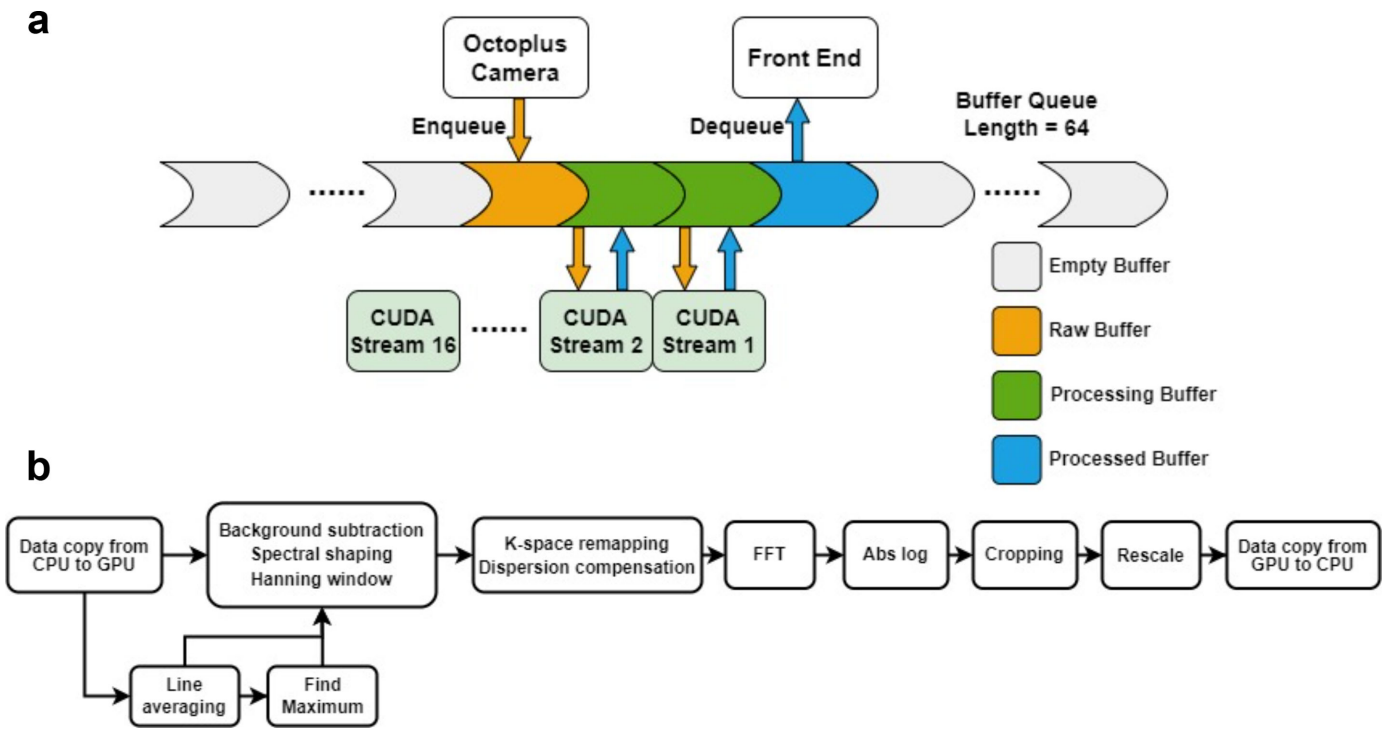 a
Octoplus
Camera
Front End
Enqueue
Dequeue
Buffer Queue
Length = 64
......
......
CUDA
Stream 16
......
CUDA
Stream 2
CUDA
Stream 1
Empty Buffer
Raw Buffer
Processing Buffer
Processed Buffer
b
Data copy from
CPU to GPU
Background subtraction
Spectral shaping
Hanning window
K-space remapping
Dispersion compensation
FFT
Abs log
Cropping
Rescale
Data copy from
GPU to CPU
Line
averaging
Find
Maximum